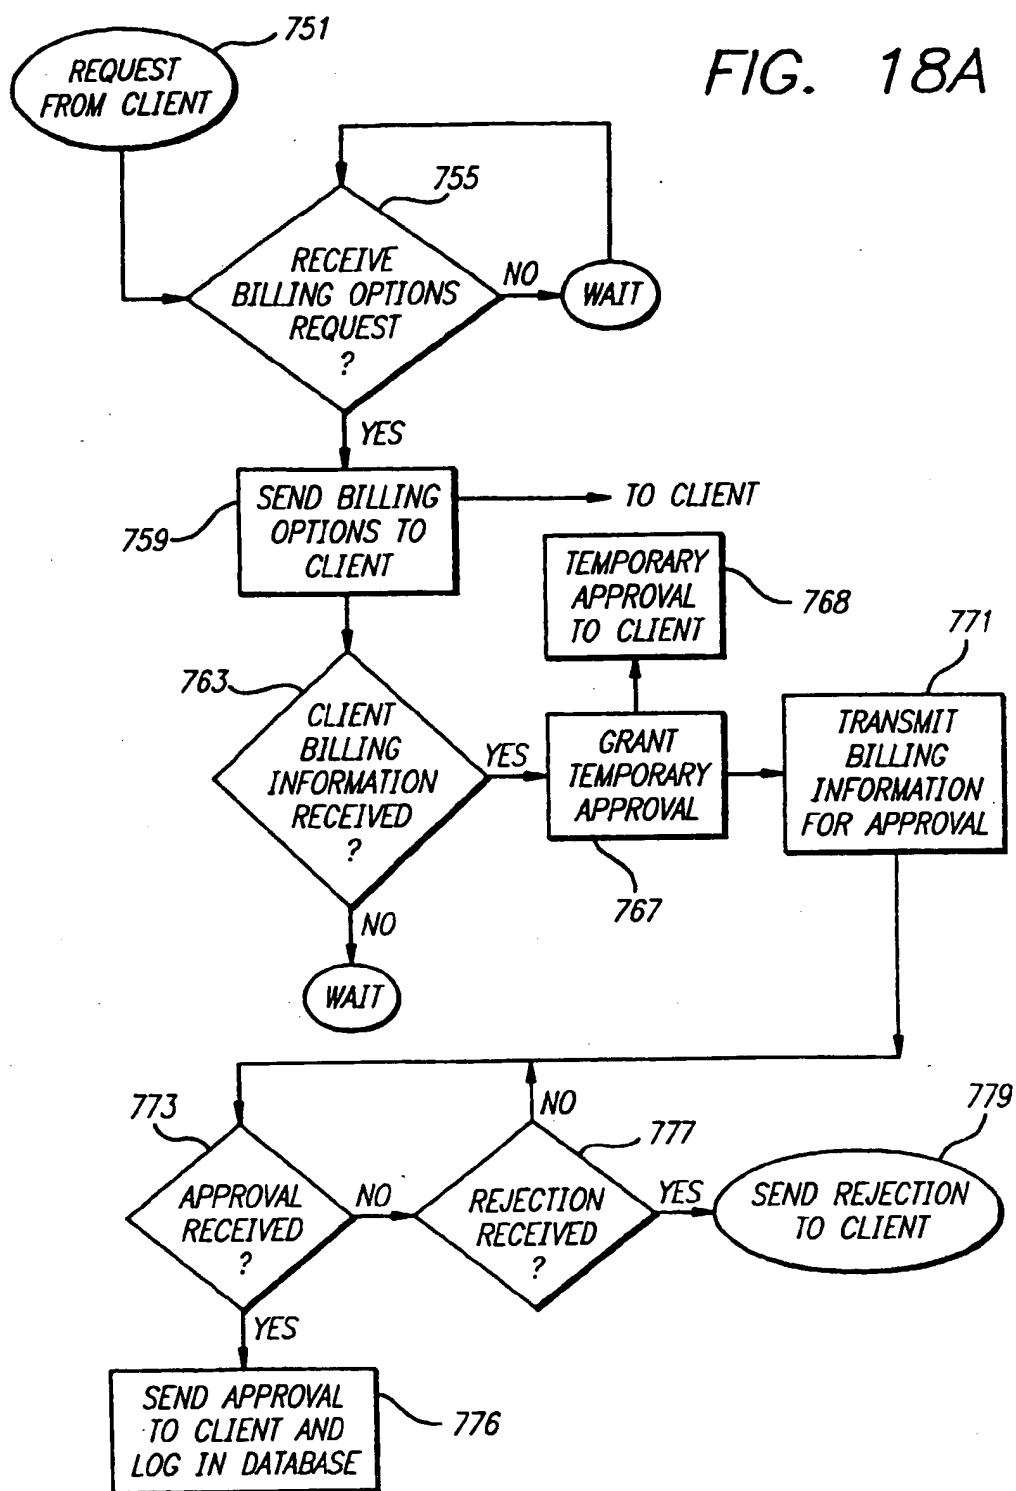 751
FIG. 18A
REQUEST
FROM CLIENT
755
RECEIVE
BILLING OPTIONS
REQUEST
?
NO
WAIT
YES
SEND BILLING
OPTIONS TO
CLIENT
TO CLIENT
759
TEMPORARY
APPROVAL
TO CLIENT
768
771
763
CLIENT
BILLING
INFORMATION
RECEIVED
?
YES
GRANT
TEMPORARY
APPROVAL
TRANSMIT
BILLING
INFORMATION
FOR APPROVAL
767
NO
WAIT
773
APPROVAL
RECEIVED
?
NO
NO
777
REJECTION
RECEIVED
?
YES
779
SEND REJECTION
TO CLIENT
YES
SEND APPROVAL
TO CLIENT AND
LOG IN DATABASE
776